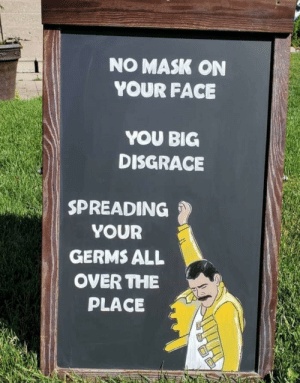 NO MASK ON
YOUR FACE
YOU BIG
DISGRACE
SPREADING
YOUR
GERMS ALL
OVER THE
PLACE